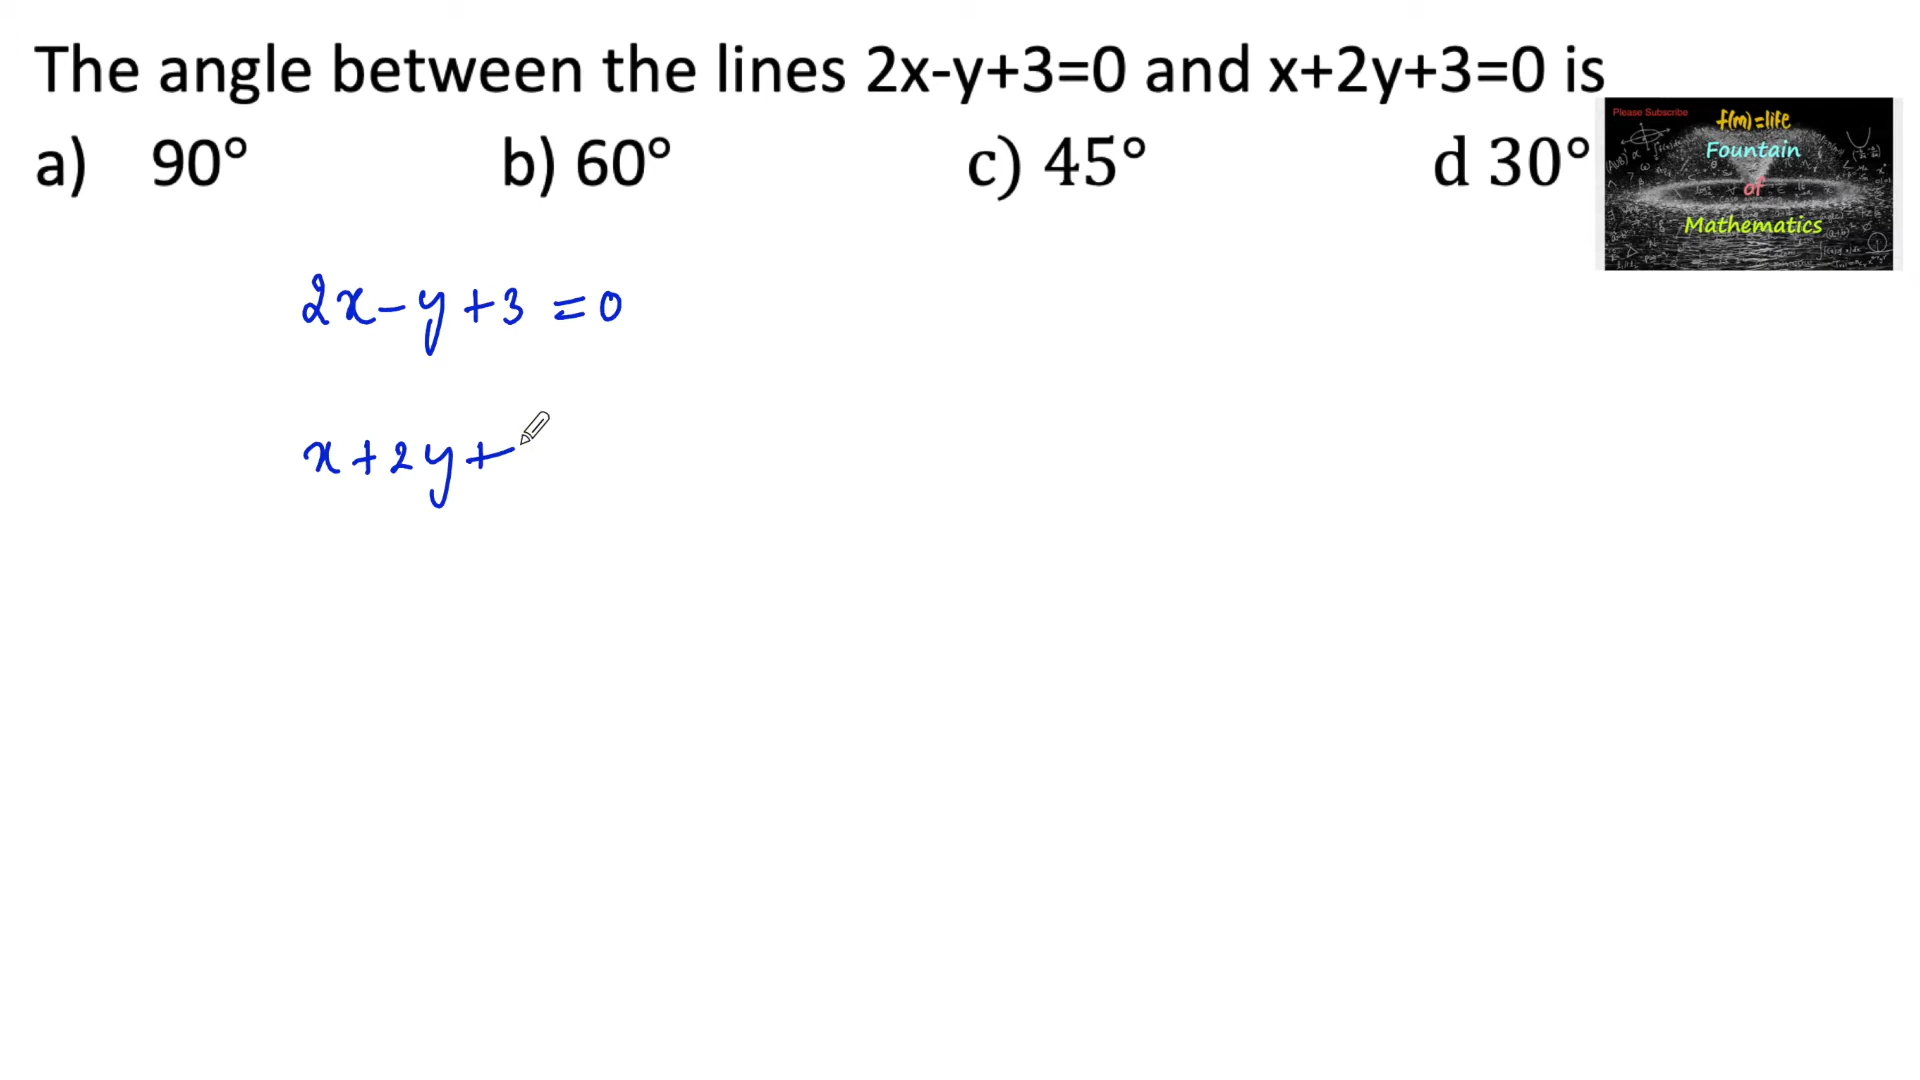 The angle between the lines 2x-y+3=0 and x+2y+3=0 is
a) 90° b) 60° c) 45° d 30°
Please Subscribe
f(m)=life
Fountain
of
Mathematics
2x-y+3=0
x+2y+